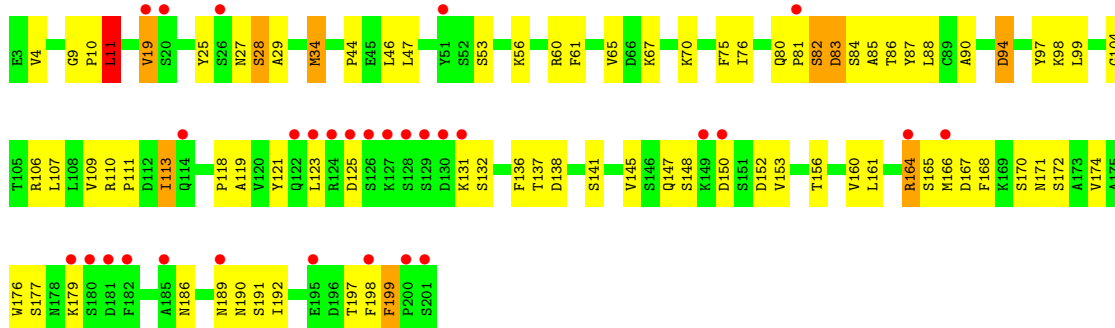 E3 V4 G9 P10 L11 V19 S20 Y25 S26 N27 S28 A29 M34 P44 E45 L46 L47 Y51 S52 S53 K56 R60 F61 V65 D66 K67 K70 F75 I76 Q80 P81 S82 D83 S84 A85 T86 Y87 L88 C89 A90 D94 Y97 K98 L99 G104
T105 R106 L107 L108 V109 R110 P111 D112 I113 Q114 P118 A119 V120 Y121 Q122 L123 R124 D125 S126 K127 S128 S129 D130 K131 S132 F136 T137 D138 S141 V145 S146 Q147 S148 K149 D150 S151 D152 V153 T156 V160 L161 R164 S165 M166 D167 F168 K169 S170 N171 S172 A173 V174 A175
W176 S177 N178 K179 S180 D181 F182 A185 N186 N189 N190 S191 I192 E195 D196 T197 F198 F199 P200 S201